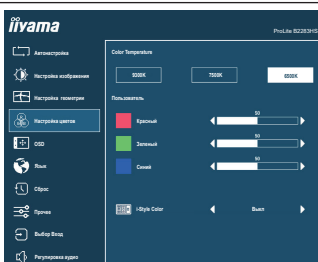 iiyama
ProLite B2283HS
Автонастройка
Настройка изображения
Настройка геометрии
Настройка цветов
OSD
Язык
Сброс
Прочее
Выбор Вход
Регулировка аудио
Color Temperature
9300K
7500K
6500K
Пользователь
Красный
50
Зеленый
50
Синий
50
i-Style Color
Выкл